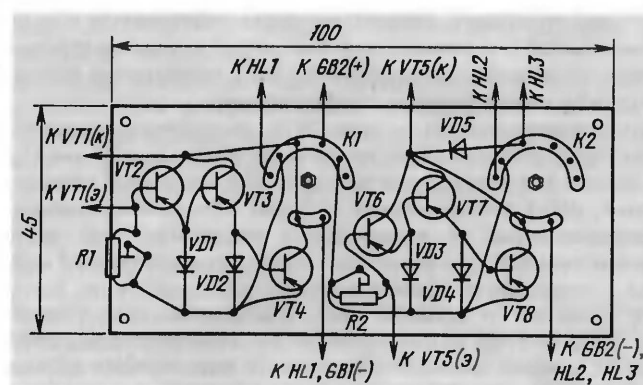 100
К HL1
К GB2(+)
К VT5(к)
К HL2
К HL3
К VT1(к)
К1
VD5
К2
VT2
VT3
VT6
VT7
К VT1(э)
45
R1
VD1
VD2
VT4
VD3
VD4
VT8
R2
К HL1, GB1(-)
К VT5(э)
К GB2(-),
HL2, HL3